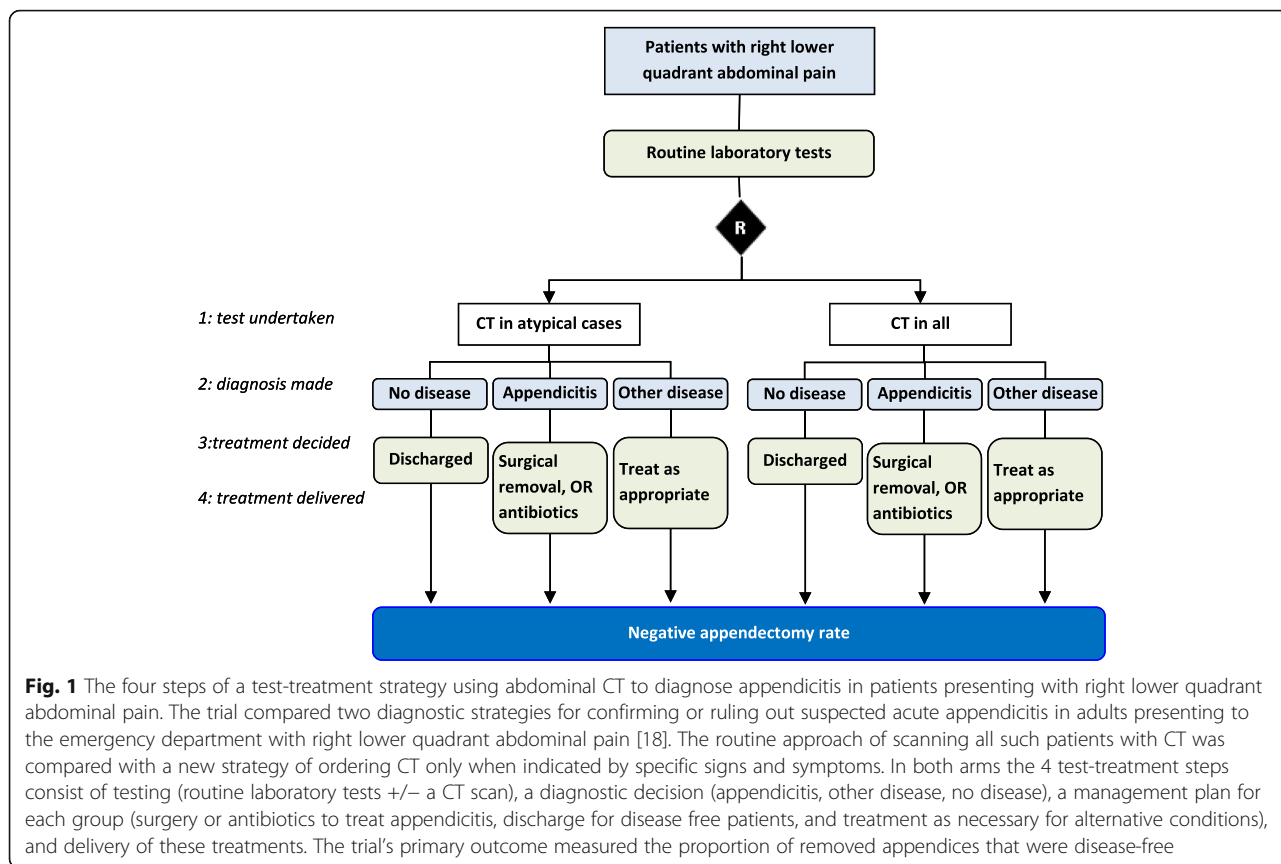 Patients with right lower
quadrant abdominal pain
Routine laboratory tests
R
1: test undertaken
CT in atypical cases
CT in all
2: diagnosis made
No disease
Appendicitis
Other disease
No disease
Appendicitis
Other disease
3:treatment decided
4: treatment delivered
Discharged
Surgical
removal, OR
antibiotics
Treat as
appropriate
Discharged
Surgical
removal, OR
antibiotics
Treat as
appropriate
Negative appendectomy rate
Fig. 1 The four steps of a test-treatment strategy using abdominal CT to diagnose appendicitis in patients presenting with right lower quadrant
abdominal pain. The trial compared two diagnostic strategies for confirming or ruling out suspected acute appendicitis in adults presenting to
the emergency department with right lower quadrant abdominal pain [18]. The routine approach of scanning all such patients with CT was
compared with a new strategy of ordering CT only when indicated by specific signs and symptoms. In both arms the 4 test-treatment steps
consist of testing (routine laboratory tests +/− a CT scan), a diagnostic decision (appendicitis, other disease, no disease), a management plan for
each group (surgery or antibiotics to treat appendicitis, discharge for disease free patients, and treatment as necessary for alternative conditions),
and delivery of these treatments. The trial's primary outcome measured the proportion of removed appendices that were disease-free